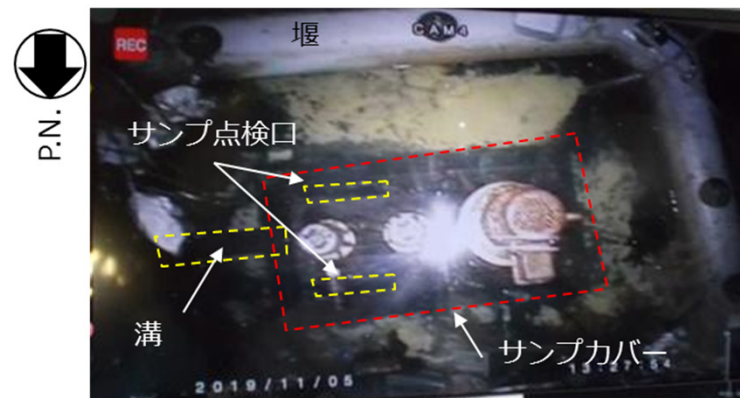 堰
REC
CAM4
P.N.
サンプ点検口
溝
サンプカバー
2019/11/05
13:27:54